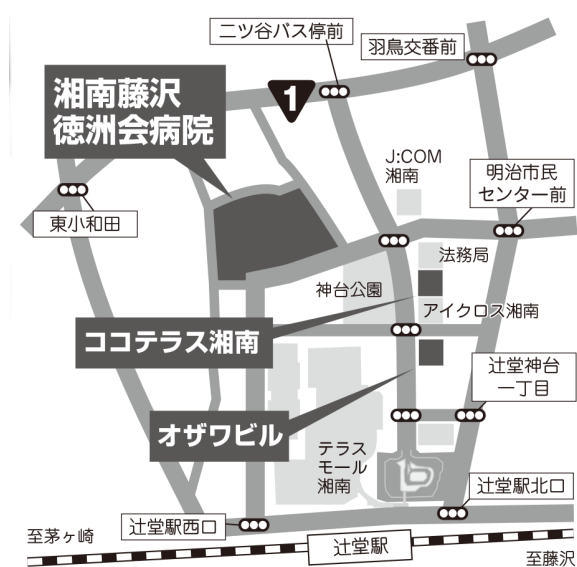 二ツ谷バス停前
羽鳥交番前
湘南藤沢
徳洲会病院
1
J:COM
湘南
明治市民
センター前
東小和田
法務局
神台公園
アイクロス湘南
ココテラス湘南
辻堂神台
一丁目
オザワビル
テラス
モール
湘南
辻堂駅北口
辻堂駅西口
至茅ヶ崎
辻堂駅
至藤沢